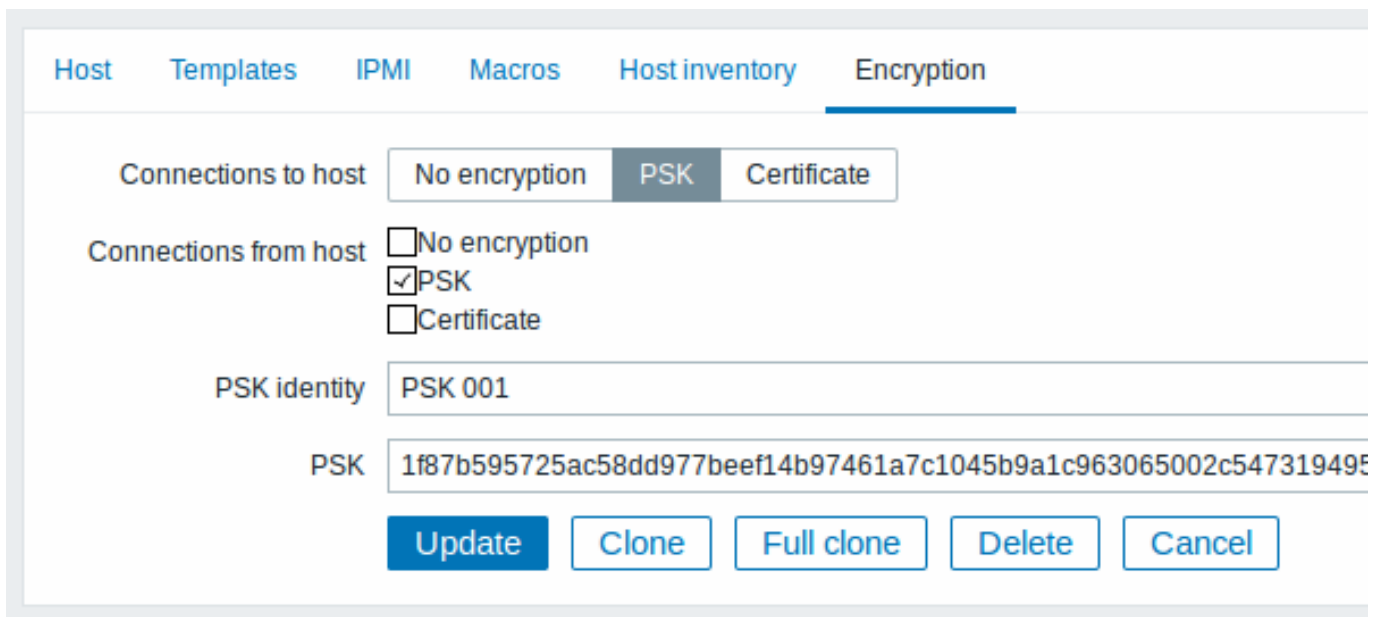 Host Templates IPMI Macros Host inventory Encryption
Connections to host No encryption PSK Certificate
Connections from host No encryption
PSK
Certificate
PSK identity PSK 001
PSK 1f87b595725ac58dd977beef14b97461a7c1045b9a1c963065002c547319495
Update Clone Full clone Delete Cancel